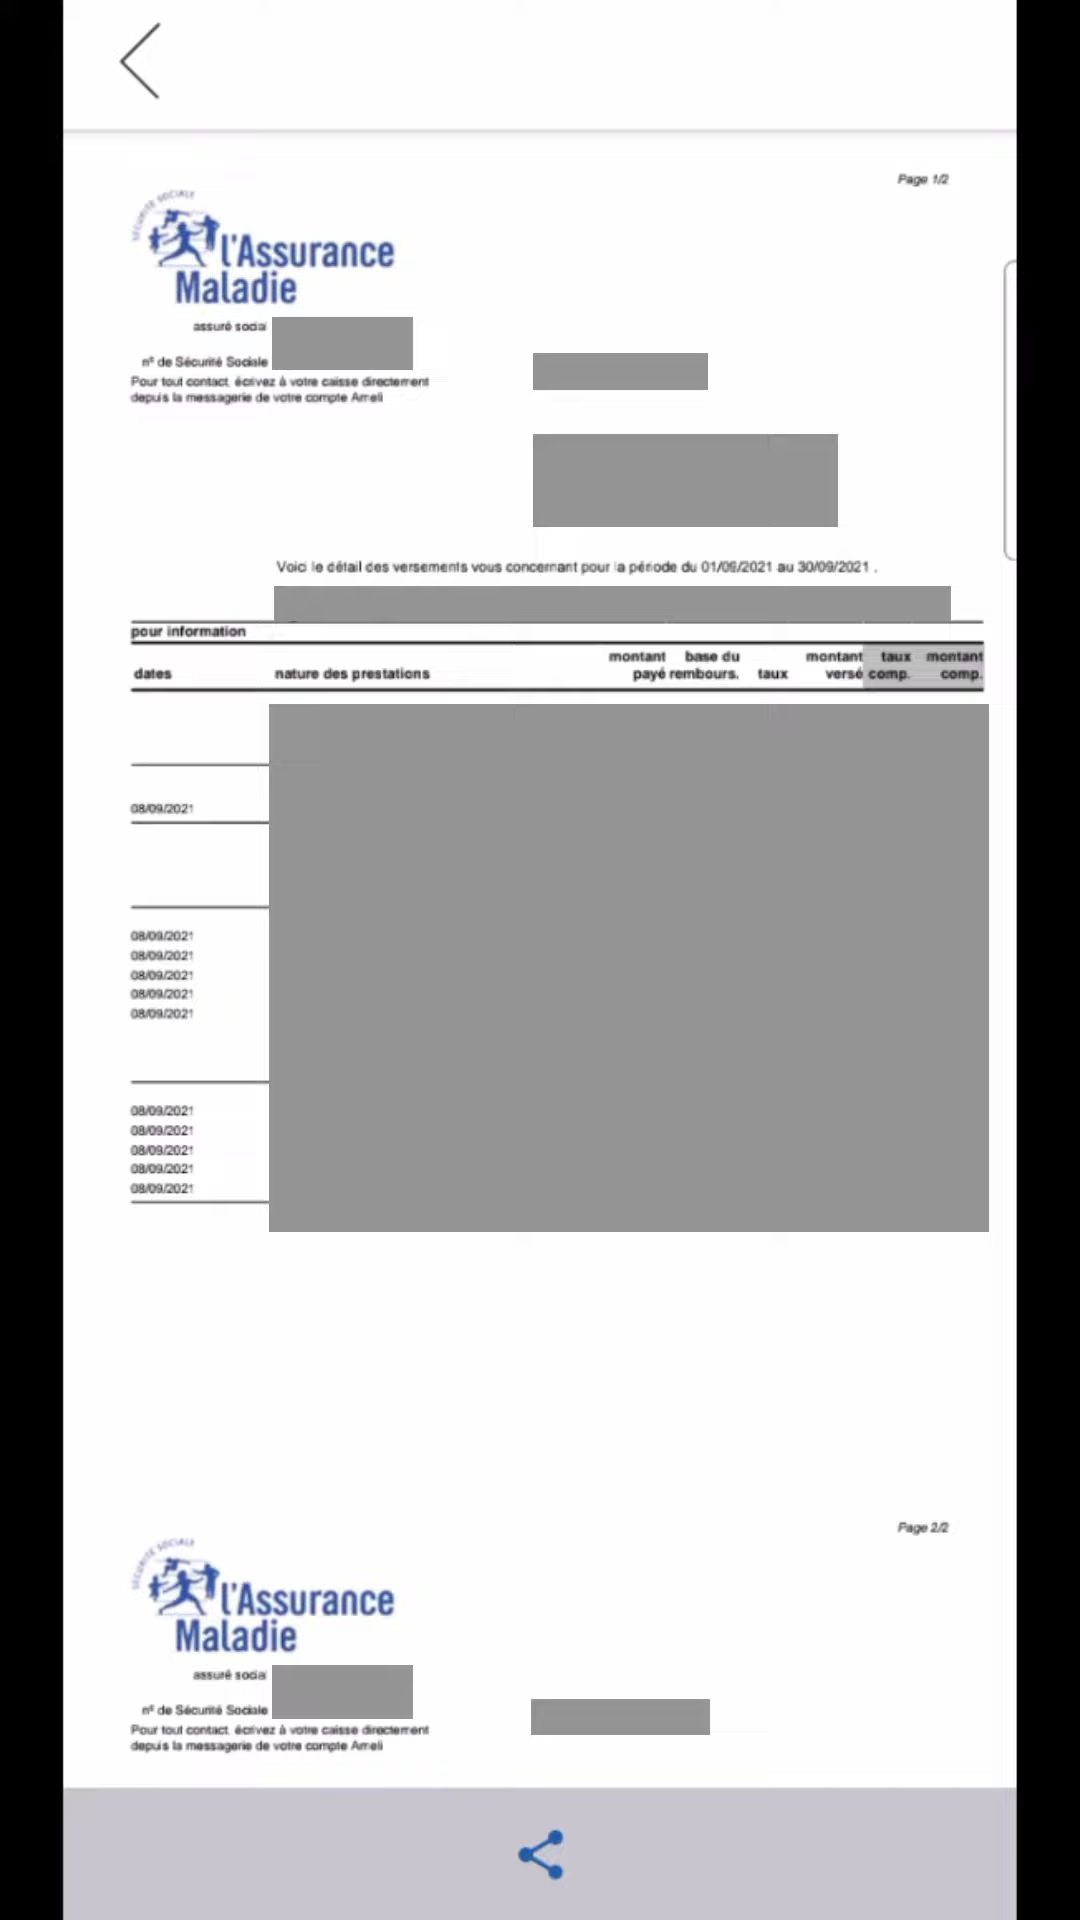 Page 1/2
SÉCURITÉ SOCIALE
l'Assurance
Maladie
assuré social
n° de Sécurité Sociale
Pour tout contact, écrivez à votre caisse directement
depuis la messagerie de votre compte Ameli
Voici le détail des versements vous concernant pour la période du 01/09/2021 au 30/09/2021 .
pour information
dates nature des prestations montant payé base du rembours. taux montant versé taux comp. montant comp.
08/09/2021
08/09/2021
08/09/2021
08/09/2021
08/09/2021
08/09/2021
08/09/2021
08/09/2021
08/09/2021
08/09/2021
08/09/2021
Page 2/2
SÉCURITÉ SOCIALE
l'Assurance
Maladie
assuré social
n° de Sécurité Sociale
Pour tout contact, écrivez à votre caisse directement
depuis la messagerie de votre compte Ameli